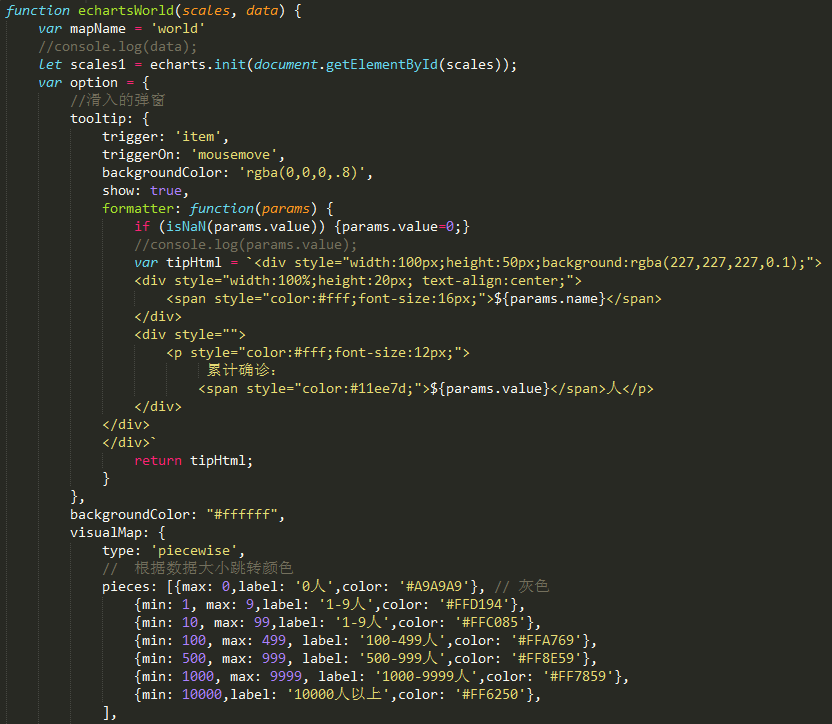 function echartsWorld(scales, data) {
var mapName = 'world'
//console.log(data);
let scales1 = echarts.init(document.getElementById(scales));
var option = {
//滑入的弹窗
tooltip: {
trigger: 'item',
triggerOn: 'mousemove',
backgroundColor: 'rgba(0,0,0,.8)',
show: true,
formatter: function(params) {
if (isNaN(params.value)) {params.value=0;}
//console.log(params.value);
var tipHtml = `<div style="width:100px;height:50px;background:rgba(227,227,227,0.1);">
<div style="width:100%;height:20px; text-align:center;">
<span style="color:#fff;font-size:16px;">${params.name}</span>
</div>
<div style="">
<p style="color:#fff;font-size:12px;">
累计确诊:
<span style="color:#11ee7d;">${params.value}</span>人</p>
</div>
</div>
</div>`
return tipHtml;
}
},
backgroundColor: "#ffffff",
visualMap: {
type: 'piecewise',
// 根据数据大小跳转颜色
pieces: [{max: 0,label: '0人',color: '#A9A9A9'}, // 灰色
{min: 1, max: 9,label: '1-9人',color: '#FFD194'},
{min: 10, max: 99,label: '1-9人',color: '#FFC085'},
{min: 100, max: 499, label: '100-499人',color: '#FFA769'},
{min: 500, max: 999, label: '500-999人',color: '#FF8E59'},
{min: 1000, max: 9999, label: '1000-9999人',color: '#FF7859'},
{min: 10000,label: '10000人以上',color: '#FF6250'},
],